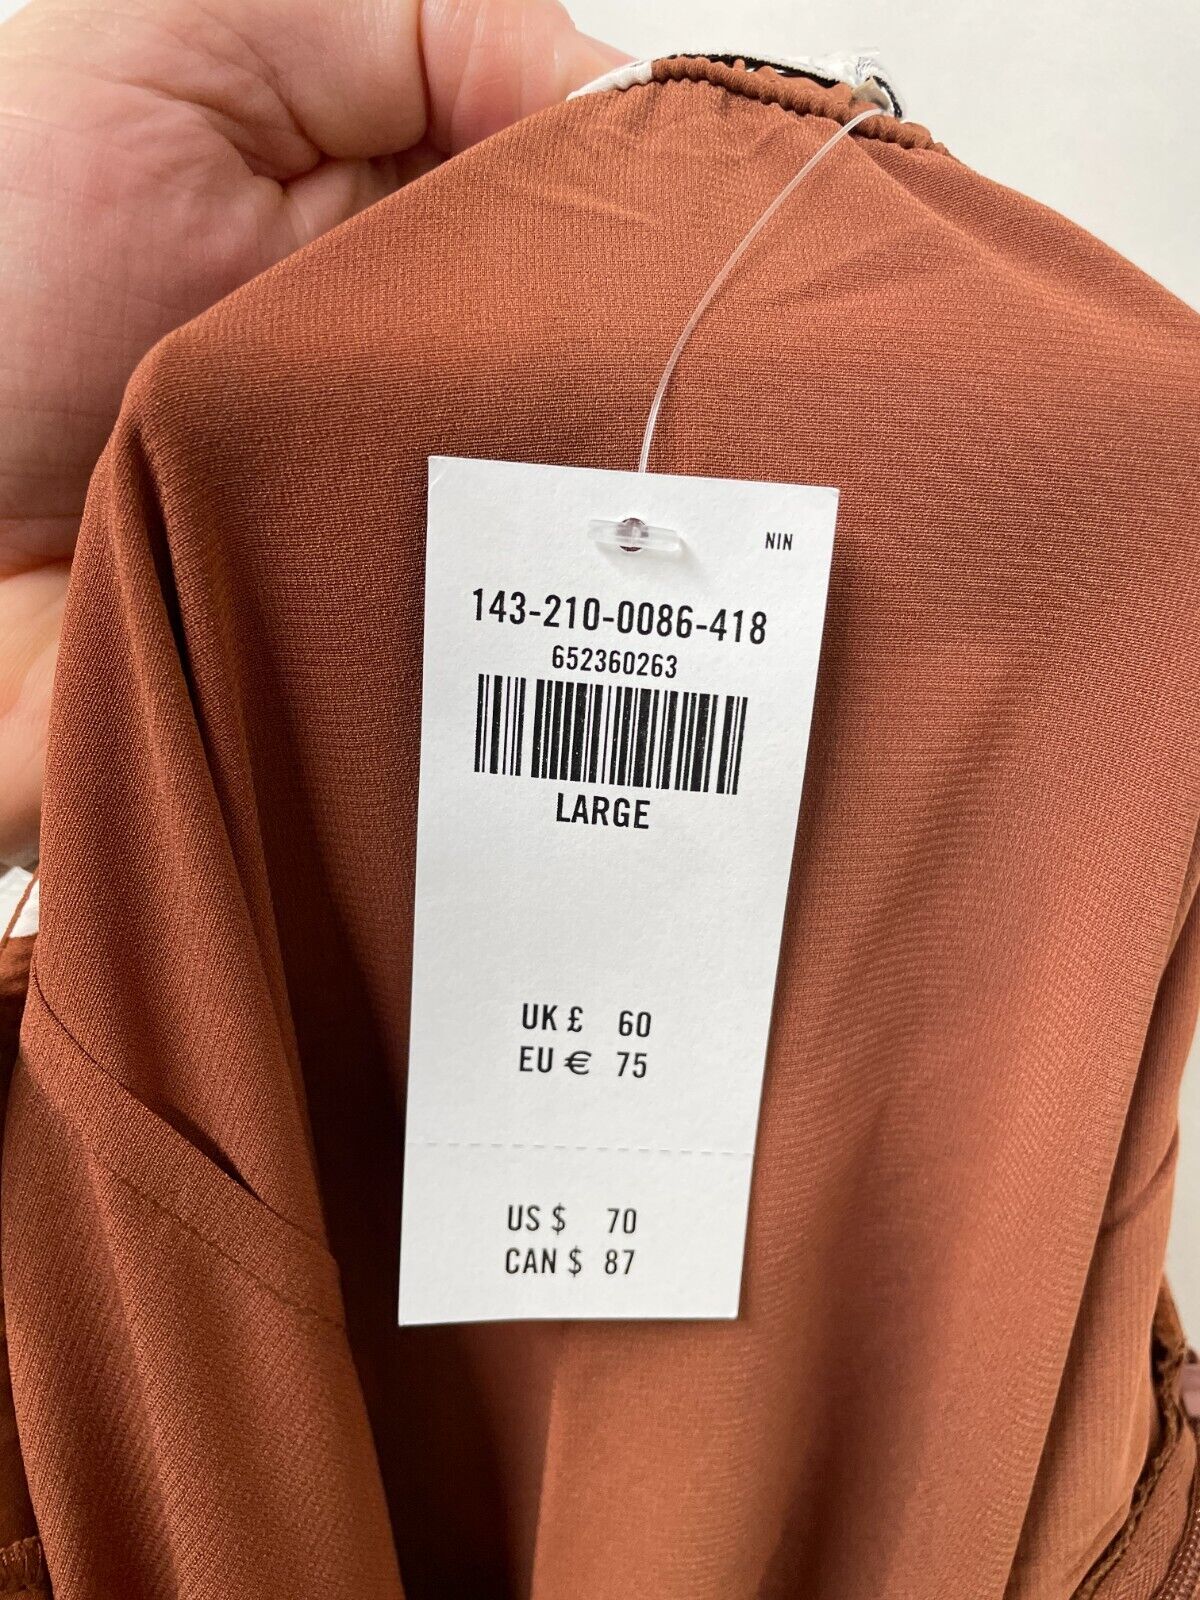 NIN
143-210-0086-418
652360263
LARGE
UK £ 60
EU € 75
US $ 70
CAN $ 87